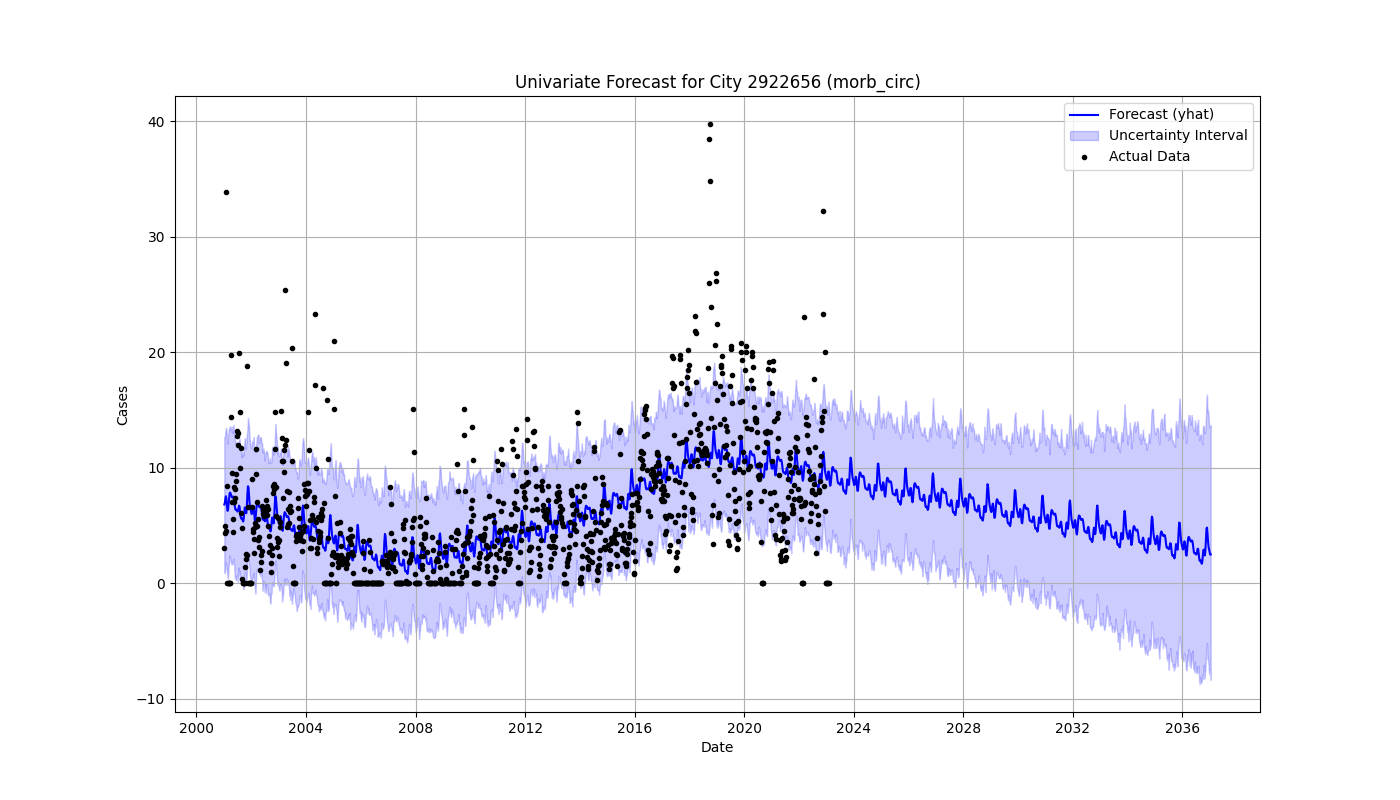 Univariate Forecast for City 2922656 (morb_circ)
Forecast (yhat)
Uncertainty Interval
Actual Data
Cases
40
30
20
10
0
−10
2000 2004 2008 2012 2016 2020 2024 2028 2032 2036
Date